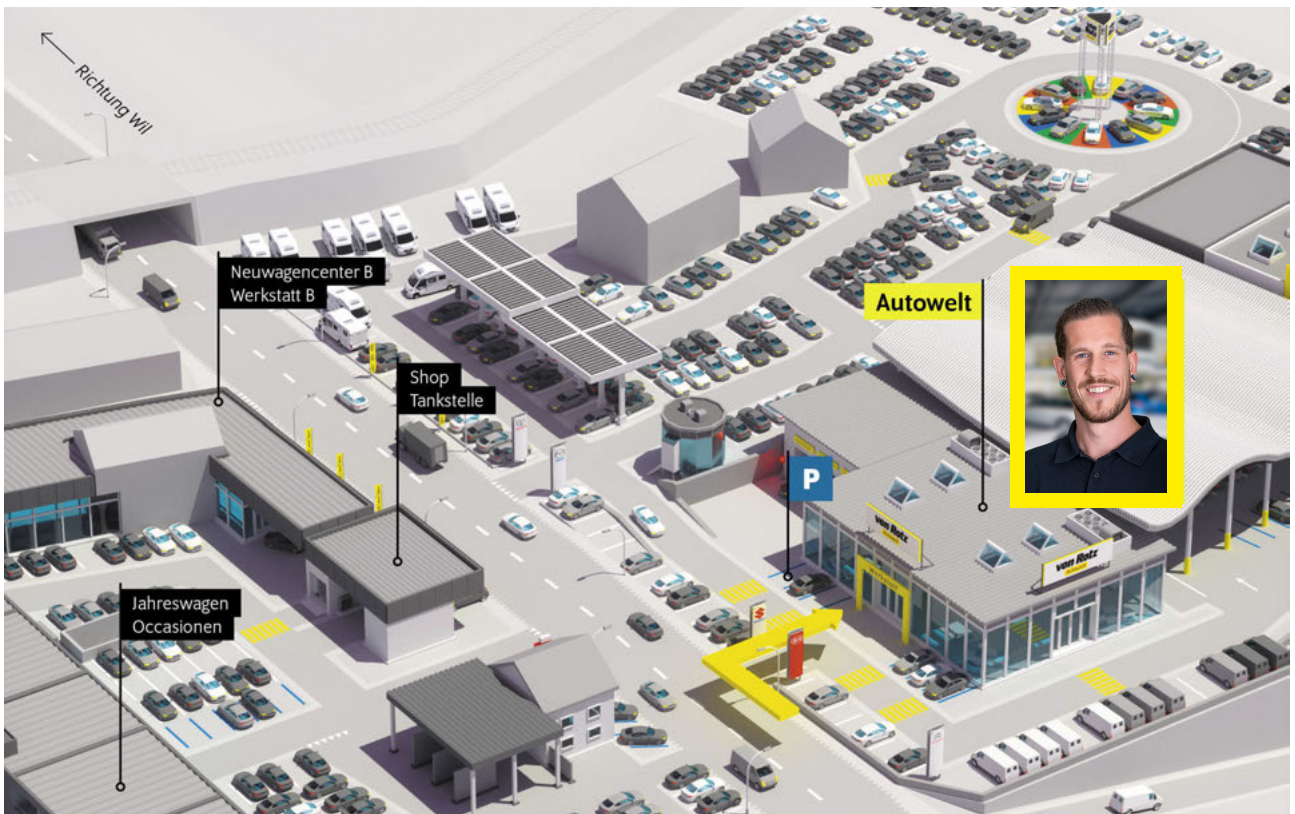 Richtung Wil
Neuwagencenter B
Werkstatt B
Autowelt
Shop
Tankstelle
P
von Rotz
von Rotz
Jahreswagen
Occasionen